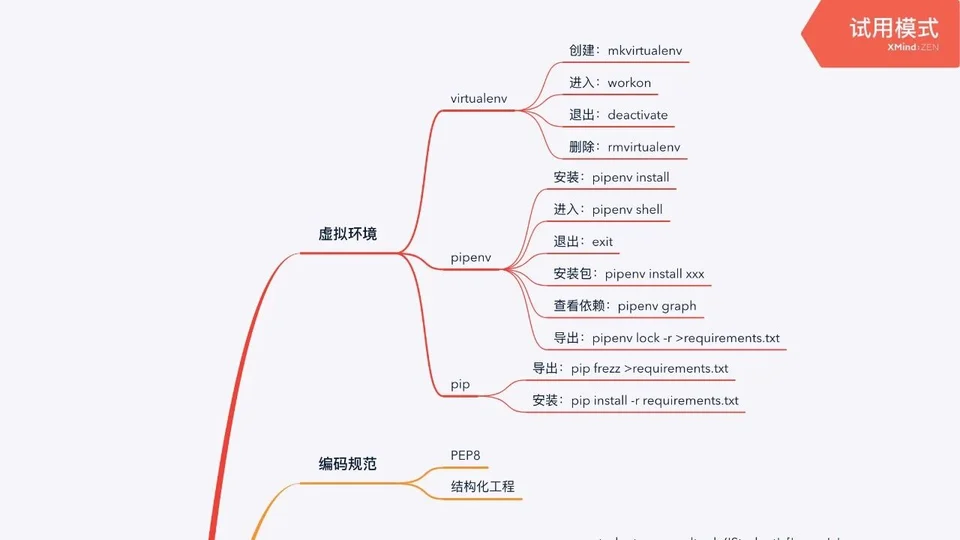 试用模式
XMind:ZEN
创建：mkvirtualenv
进入：workon
virtualenv
退出：deactivate
删除：rmvirtualenv
安装：pipenv install
进入：pipenv shell
虚拟环境
退出：exit
pipenv
安装包：pipenv install xxx
查看依赖：pipenv graph
导出：pipenv lock -r >requirements.txt
导出：pip frezz >requirements.txt
pip
安装：pip install -r requirements.txt
PEP8
编码规范
结构化工程